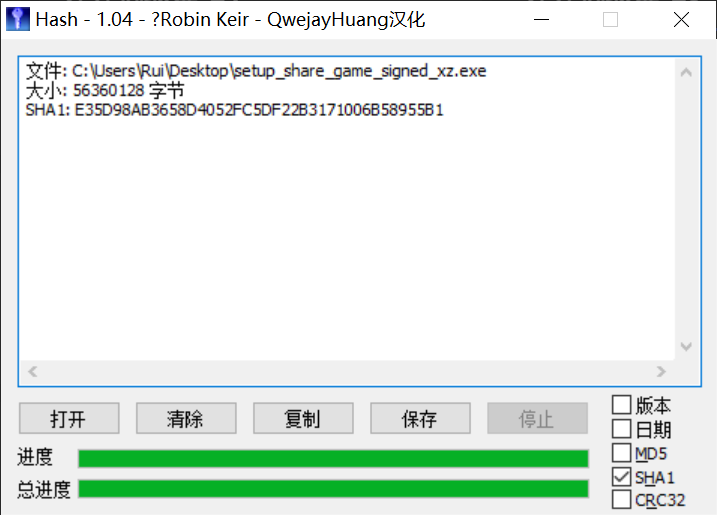 Hash - 1.04 - ?Robin Keir - QwejayHuang汉化
文件: C:\Users\Rui\Desktop\setup_share_game_signed_xz.exe
大小: 56360128 字节
SHA1: E35D98AB3658D4052FC5DF22B3171006B58955B1
打开 清除 复制 保存 停止
版本
日期
MD5
SHA1
CRC32
进度
总进度